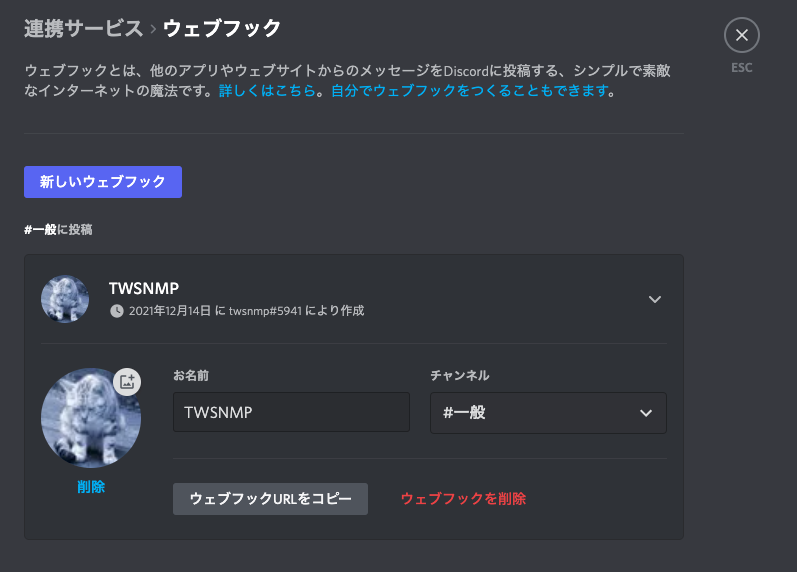 連携サービス › ウェブフック
ESC
ウェブフックとは、他のアプリやウェブサイトからのメッセージをDiscordに投稿する、シンプルで素敵
なインターネットの魔法です。詳しくはこちら。自分でウェブフックをつくることもできます。
新しいウェブフック
#一般に投稿
TWSNMP
2021年12月14日 に twsnmp#5941 により作成
お名前
チャンネル
TWSNMP
#一般
削除
ウェブフックURLをコピー
ウェブフックを削除